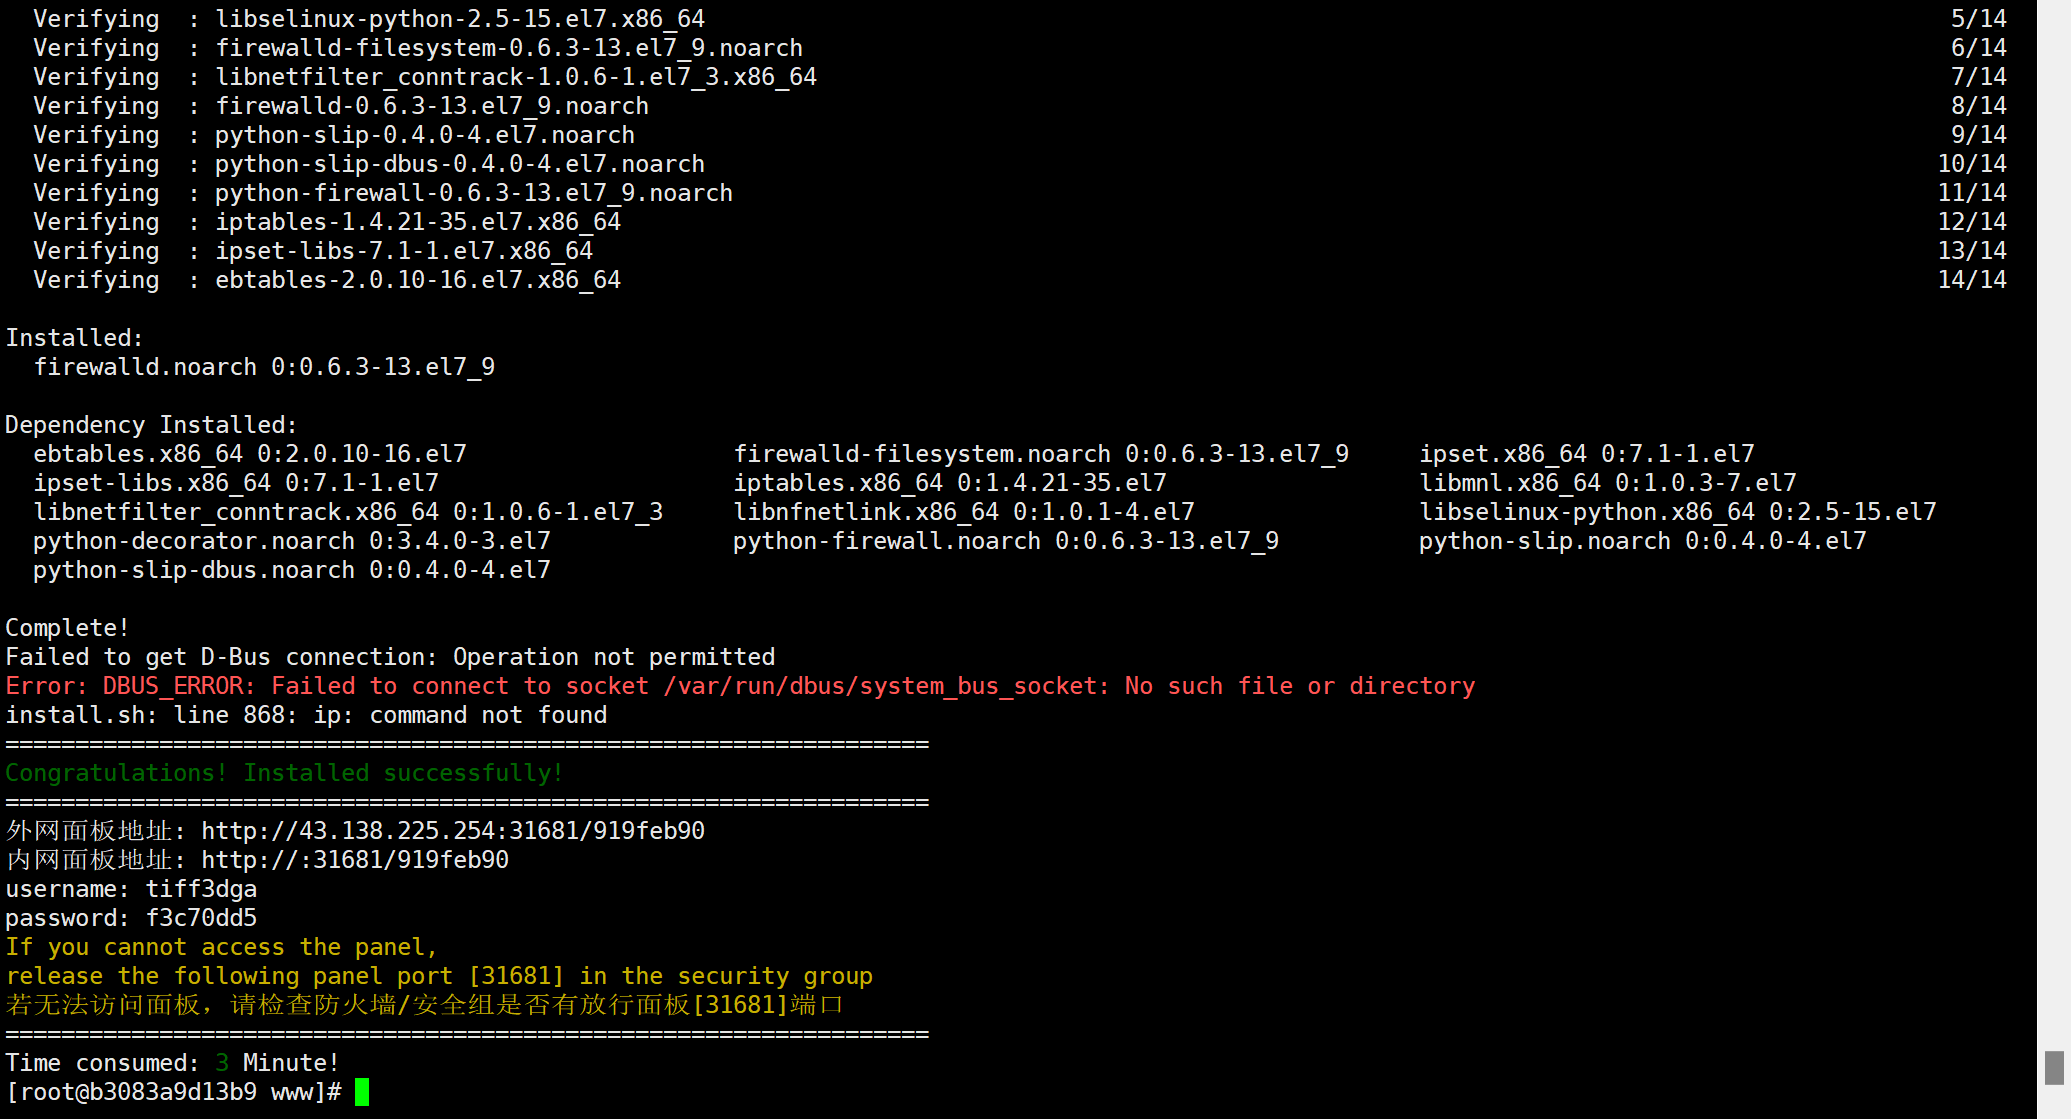 Verifying  : libselinux-python-2.5-15.el7.x86_64 5/14
Verifying  : firewalld-filesystem-0.6.3-13.el7_9.noarch 6/14
Verifying  : libnetfilter_conntrack-1.0.6-1.el7_3.x86_64 7/14
Verifying  : firewalld-0.6.3-13.el7_9.noarch 8/14
Verifying  : python-slip-0.4.0-4.el7.noarch 9/14
Verifying  : python-slip-dbus-0.4.0-4.el7.noarch 10/14
Verifying  : python-firewall-0.6.3-13.el7_9.noarch 11/14
Verifying  : iptables-1.4.21-35.el7.x86_64 12/14
Verifying  : ipset-libs-7.1-1.el7.x86_64 13/14
Verifying  : ebtables-2.0.10-16.el7.x86_64 14/14
Installed:
firewalld.noarch 0:0.6.3-13.el7_9
Dependency Installed:
ebtables.x86_64 0:2.0.10-16.el7 firewalld-filesystem.noarch 0:0.6.3-13.el7_9 ipset.x86_64 0:7.1-1.el7
ipset-libs.x86_64 0:7.1-1.el7 iptables.x86_64 0:1.4.21-35.el7 libmnl.x86_64 0:1.0.3-7.el7
libnetfilter_conntrack.x86_64 0:1.0.6-1.el7_3 libnfnetlink.x86_64 0:1.0.1-4.el7 libselinux-python.x86_64 0:2.5-15.el7
python-decorator.noarch 0:3.4.0-3.el7 python-firewall.noarch 0:0.6.3-13.el7_9 python-slip.noarch 0:0.4.0-4.el7
python-slip-dbus.noarch 0:0.4.0-4.el7
Complete!
Failed to get D-Bus connection: Operation not permitted
Error: DBUS_ERROR: Failed to connect to socket /var/run/dbus/system_bus_socket: No such file or directory
install.sh: line 868: ip: command not found
==================================================================
Congratulations! Installed successfully!
==================================================================
外网面板地址: http://43.138.225.254:31681/919feb90
内网面板地址: http://:31681/919feb90
username: tiff3dga
password: f3c70dd5
If you cannot access the panel,
release the following panel port [31681] in the security group
若无法访问面板，请检查防火墙/安全组是否有放行面板[31681]端口
==================================================================
Time consumed: 3 Minute!
[root@b3083a9d13b9 www]#